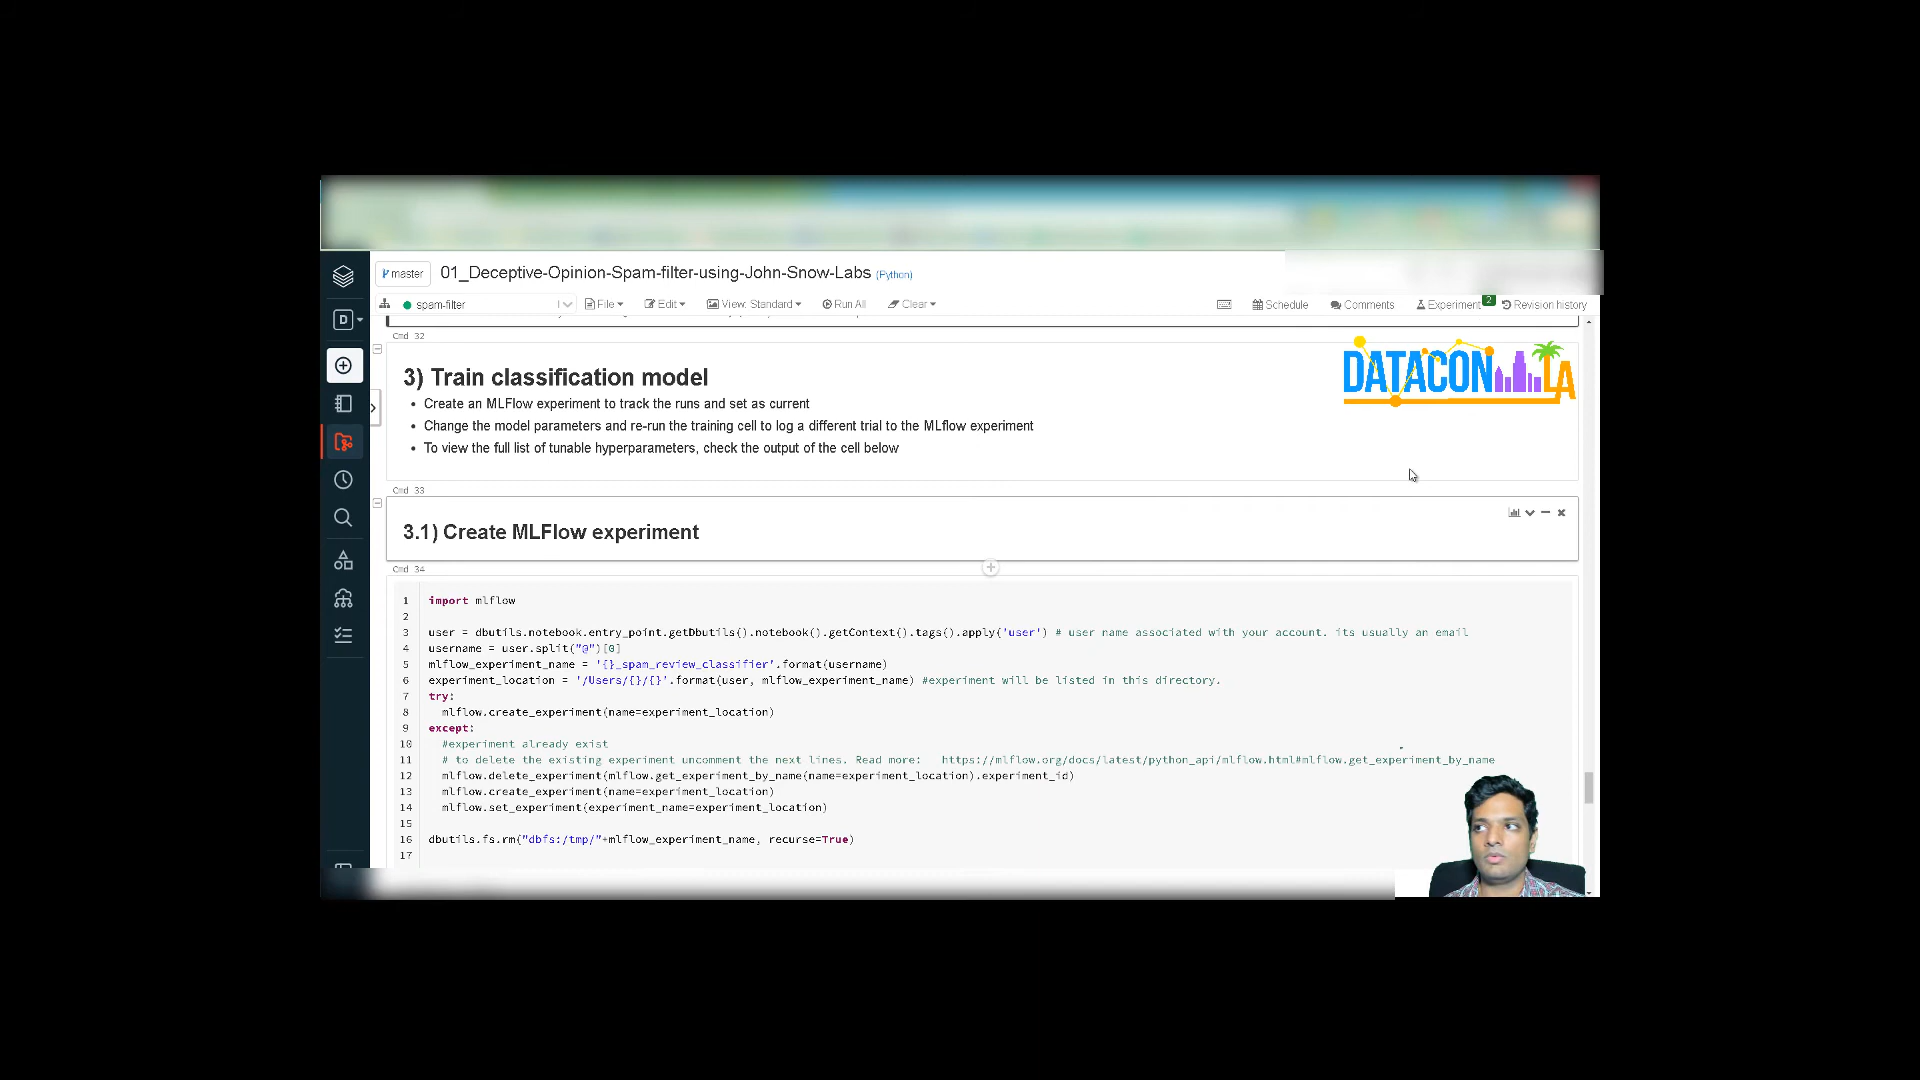 master
01_Deceptive-Opinion-Spam-filter-using-John-Snow-Labs (Python)
spam-filter
File
Edit
View: Standard
Run All
Clear
Schedule
Comments
Experiment
2
Revision history
D
Cmd 32
3) Train classification model
• Create an MLFlow experiment to track the runs and set as current
• Change the model parameters and re-run the training cell to log a different trial to the MLflow experiment
• To view the full list of tunable hyperparameters, check the output of the cell below
DATACON LA
Cmd 33
3.1) Create MLFlow experiment
Cmd 34
1 import mlflow
2
3 user = dbutils.notebook.entry_point.getDbutils().notebook().getContext().tags().apply('user') # user name associated with your account. its usually an email
4 username = user.split("@")[0]
5 mlflow_experiment_name = '{}_spam_review_classifier'.format(username)
6 experiment_location = '/Users/{}/{}'.format(user, mlflow_experiment_name) #experiment will be listed in this directory.
7 try:
8 mlflow.create_experiment(name=experiment_location)
9 except:
10 #experiment already exist
11 # to delete the existing experiment uncomment the next lines. Read more: https://mlflow.org/docs/latest/python_api/mlflow.html#mlflow.get_experiment_by_name
12 mlflow.delete_experiment(mlflow.get_experiment_by_name(name=experiment_location).experiment_id)
13 mlflow.create_experiment(name=experiment_location)
14 mlflow.set_experiment(experiment_name=experiment_location)
15
16 dbutils.fs.rm("dbfs:/tmp/"+mlflow_experiment_name, recurse=True)
17